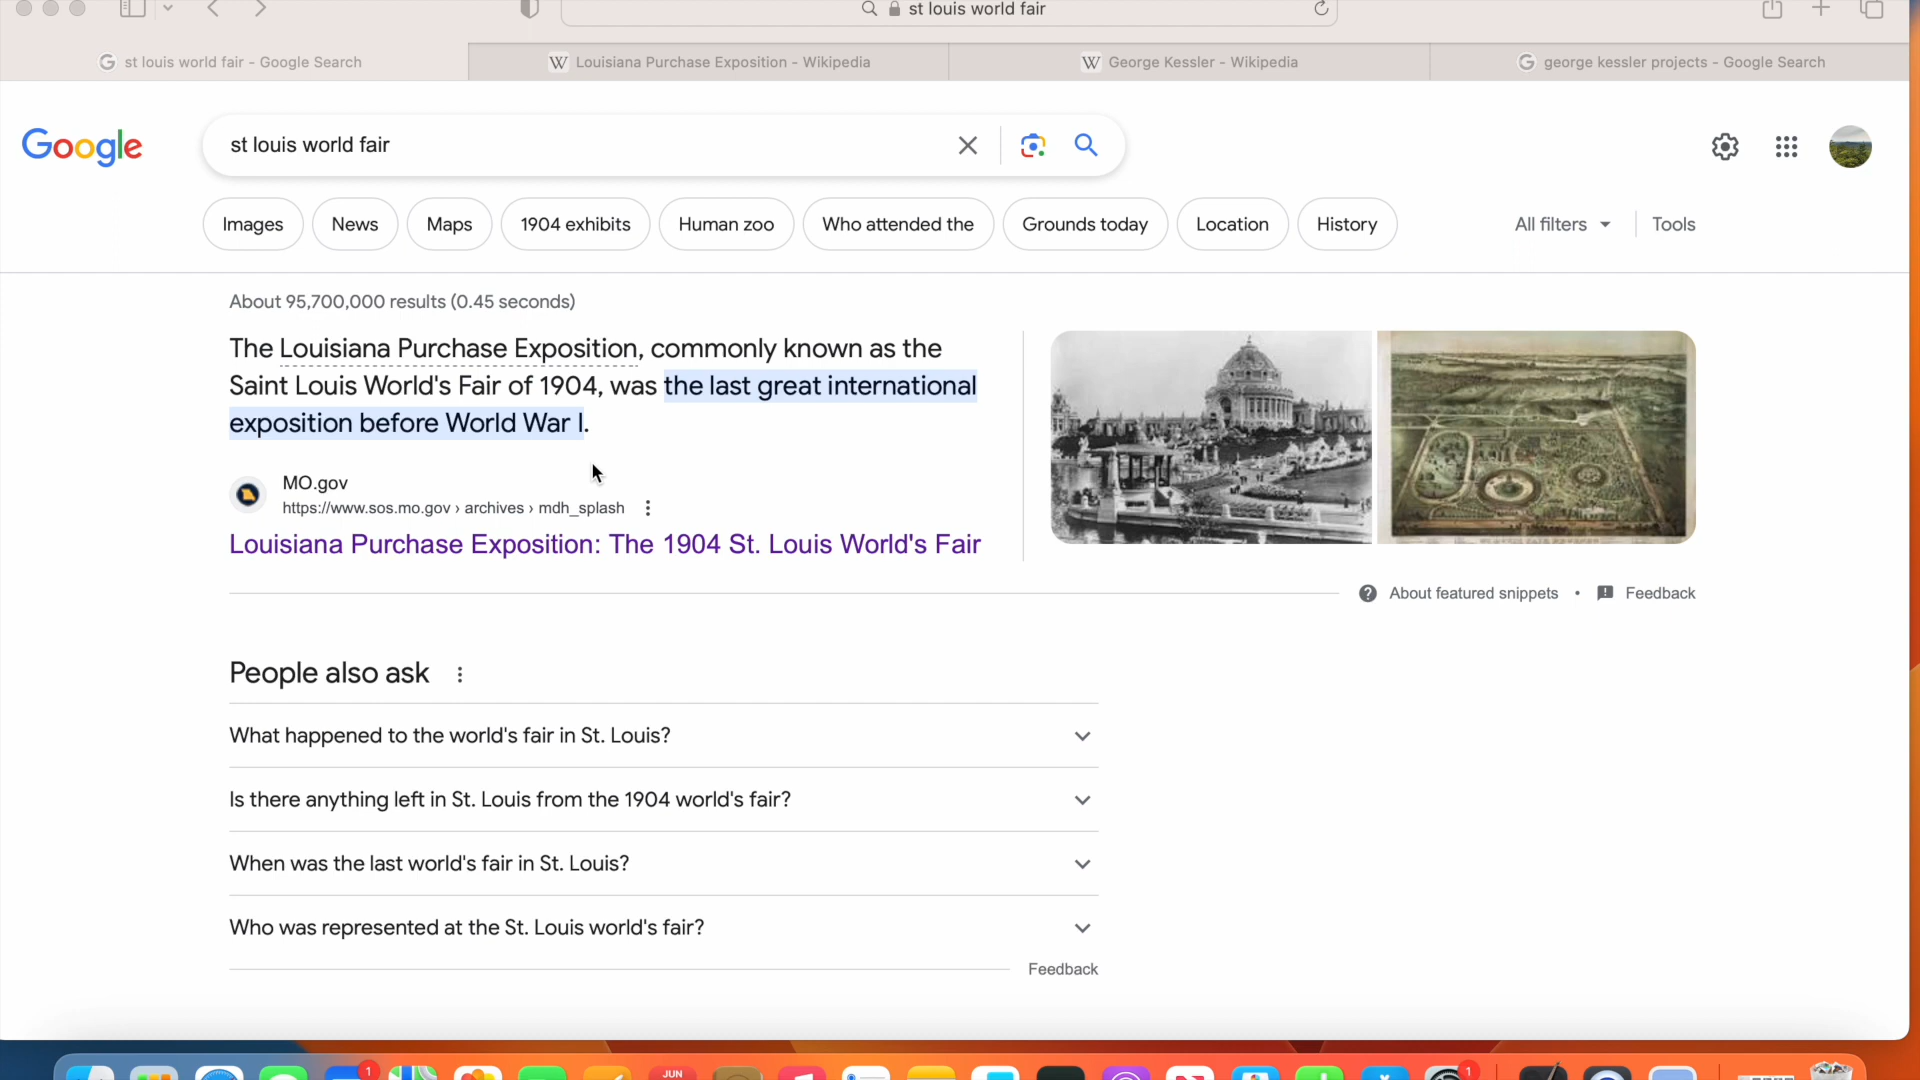 st louis world fair
st louis world fair - Google Search
Louisiana Purchase Exposition - Wikipedia
George Kessler - Wikipedia
george kessler projects - Google Search
Google
st louis world fair
Images
News
Maps
1904 exhibits
Human zoo
Who attended the
Grounds today
Location
History
All filters
Tools
About 95,700,000 results (0.45 seconds)
The Louisiana Purchase Exposition, commonly known as the
Saint Louis World's Fair of 1904, was the last great international
exposition before World War I.
MO.gov
https://www.sos.mo.gov › archives › mdh_splash
Louisiana Purchase Exposition: The 1904 St. Louis World's Fair
About featured snippets • Feedback
People also ask
What happened to the world's fair in St. Louis?
Is there anything left in St. Louis from the 1904 world's fair?
When was the last world's fair in St. Louis?
Who was represented at the St. Louis world's fair?
Feedback
1
JUN
1